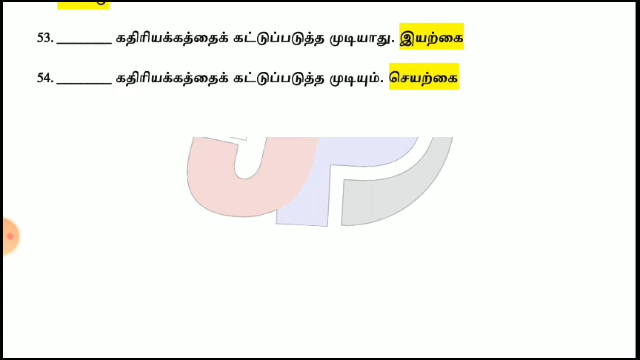 53. ________ கதிரியக்கத்தைக் கட்டுப்படுத்த முடியாது. இயற்கை
54. ________ கதிரியக்கத்தைக் கட்டுப்படுத்த முடியும். செயற்கை